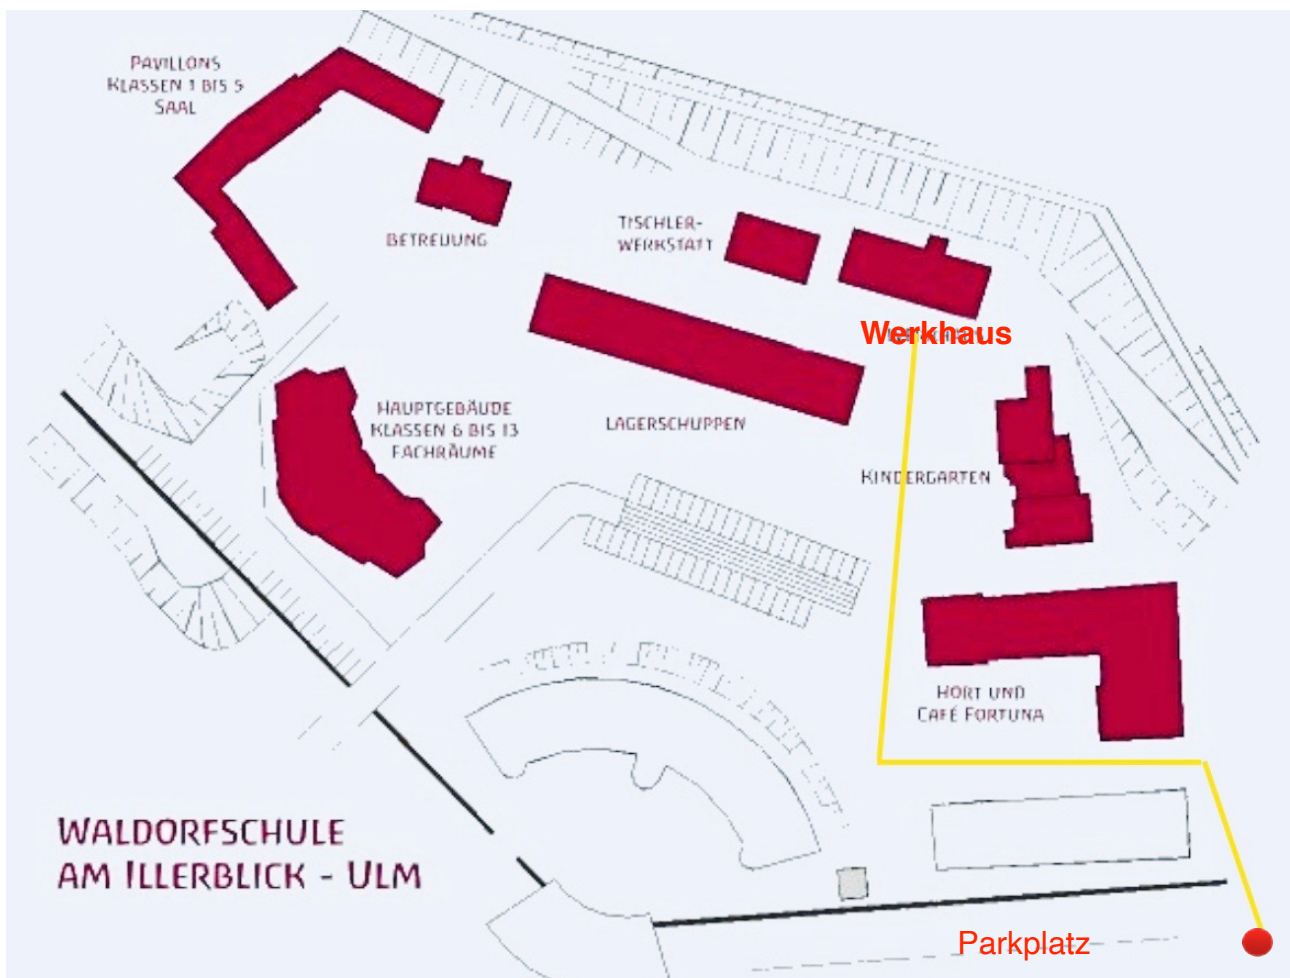 PAVILLONS
KLASSEN 1 BIS 5
SAAL
BETREUUNG
TISCHLER-
WERKSTATT
Werkhaus
HAUPTGEBÄUDE
KLASSEN 6 BIS 13
FACHRÄUME
LAGERSCHUPPEN
KINDERGARTEN
HORT UND
CAFÉ FORTUNA
WALDORFSCHULE
AM ILLERBLICK - ULM
Parkplatz